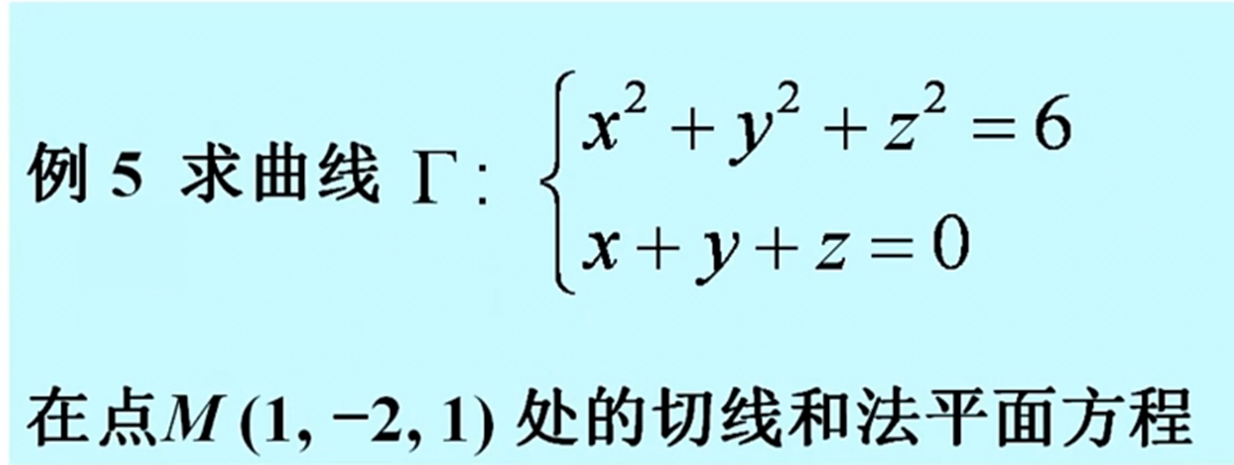 例 5 求曲线 Γ: { x² + y² + z² = 6
x + y + z = 0
在点M (1, −2, 1) 处的切线和法平面方程